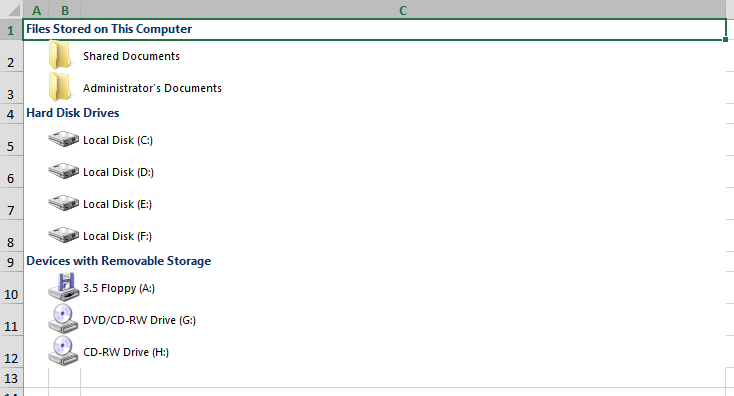 A B C
1 Files Stored on This Computer
2 Shared Documents
3 Administrator's Documents
4 Hard Disk Drives
5 Local Disk (C:)
6 Local Disk (D:)
7 Local Disk (E:)
8 Local Disk (F:)
9 Devices with Removable Storage
10 3.5 Floppy (A:)
11 DVD/CD-RW Drive (G:)
12 CD-RW Drive (H:)
13